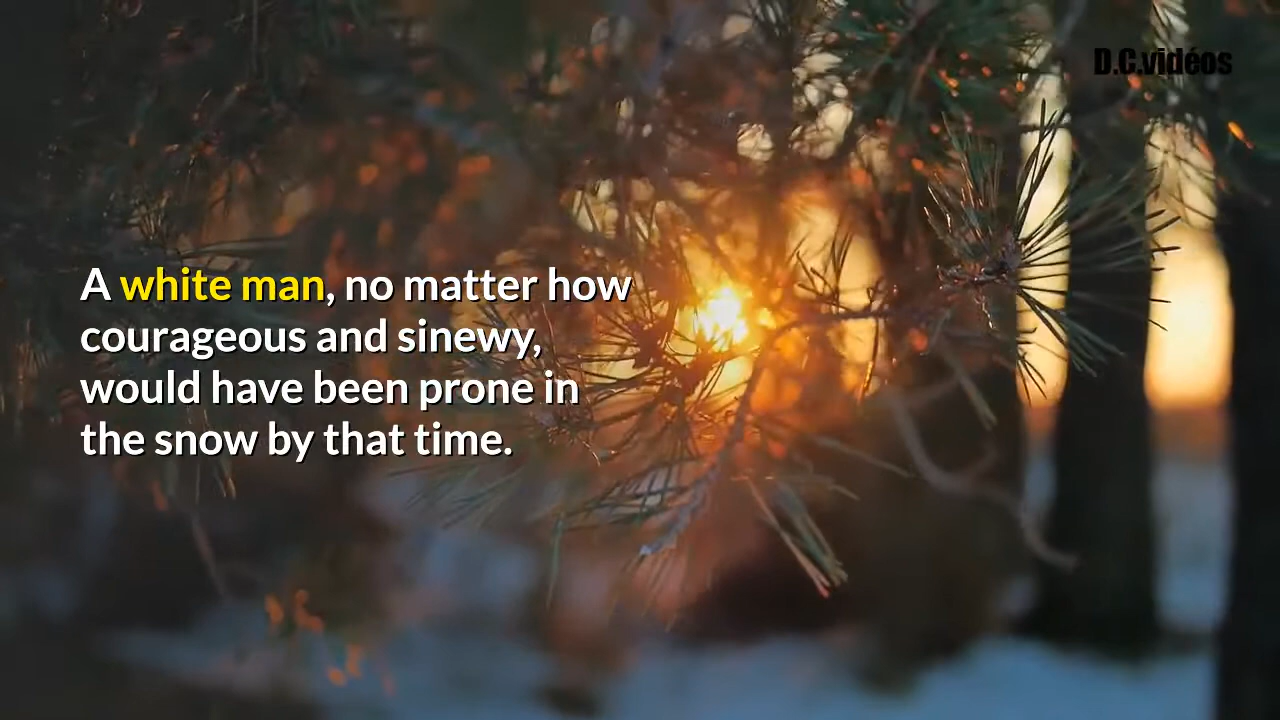 D.C.vidéos
A white man, no matter how
courageous and sinewy,
would have been prone in
the snow by that time.